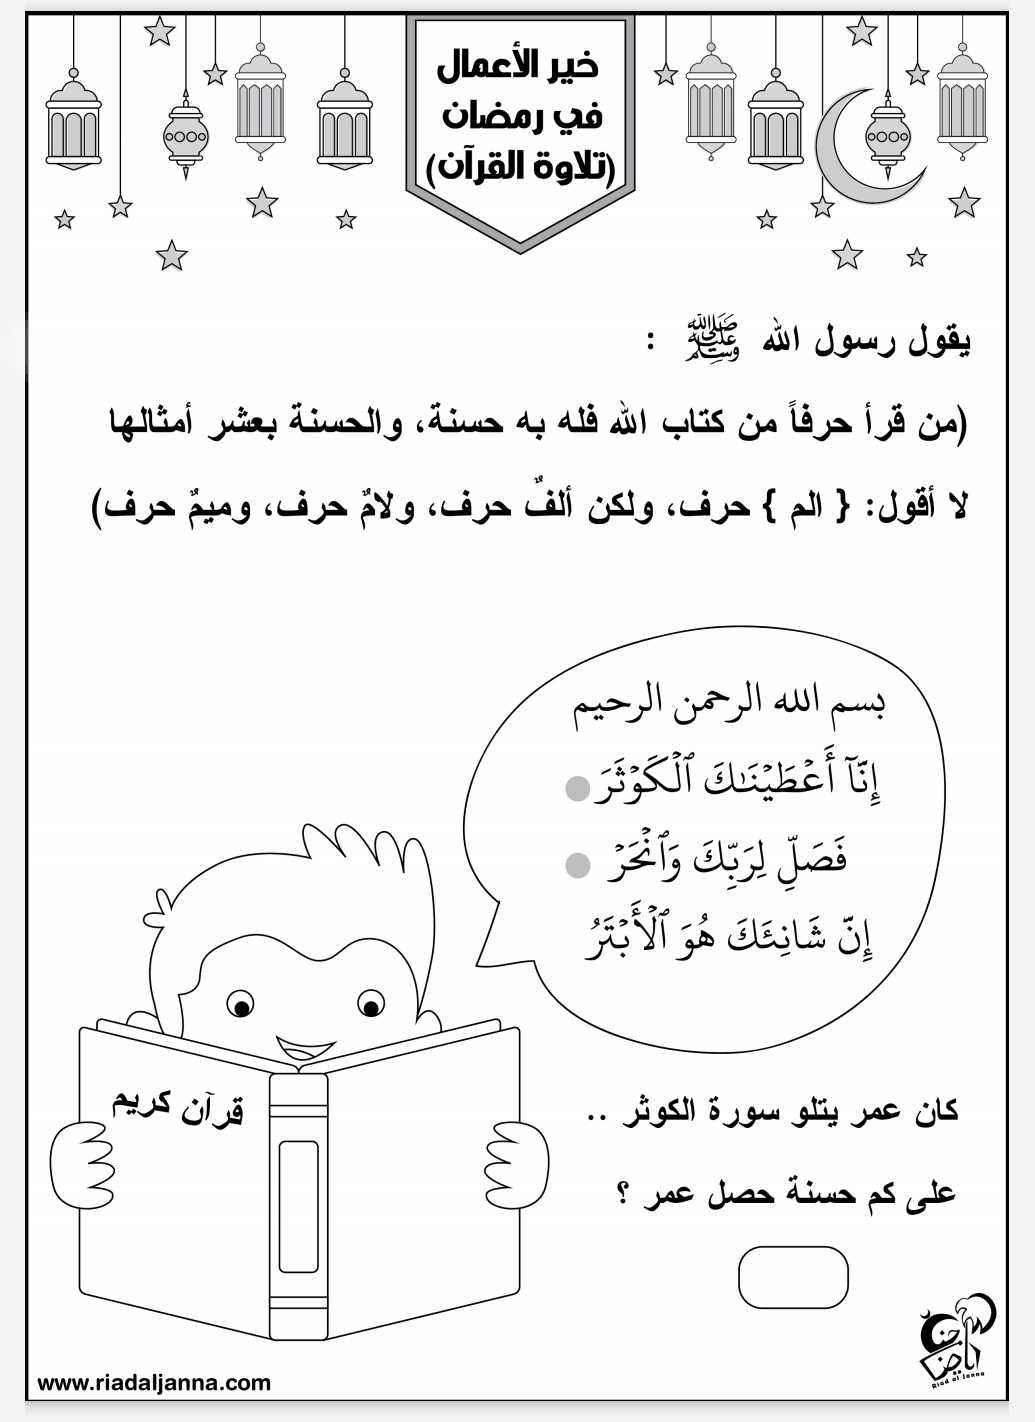 خير الأعمال
في رمضان
(تلاوة القرآن)
يقول رسول الله ﷺ :
(من قرأ حرفاً من كتاب الله فله به حسنة، والحسنة بعشر أمثالها
لا أقول: { الم } حرف، ولكن ألفٌ حرف، ولامٌ حرف، وميمٌ حرف)
بسم الله الرحمن الرحيم
إِنَّآ أَعۡطَيۡنَٰكَ ٱلۡكَوۡثَرَ
فَصَلِّ لِرَبِّكَ وَٱنۡحَرۡ
إِنَّ شَانِئَكَ هُوَ ٱلۡأَبۡتَرُ
قرآن كريم
كان عمر يتلو سورة الكوثر ..
على كم حسنة حصل عمر ؟
رياض الجنة
Riad al Janna
www.riadaljanna.com